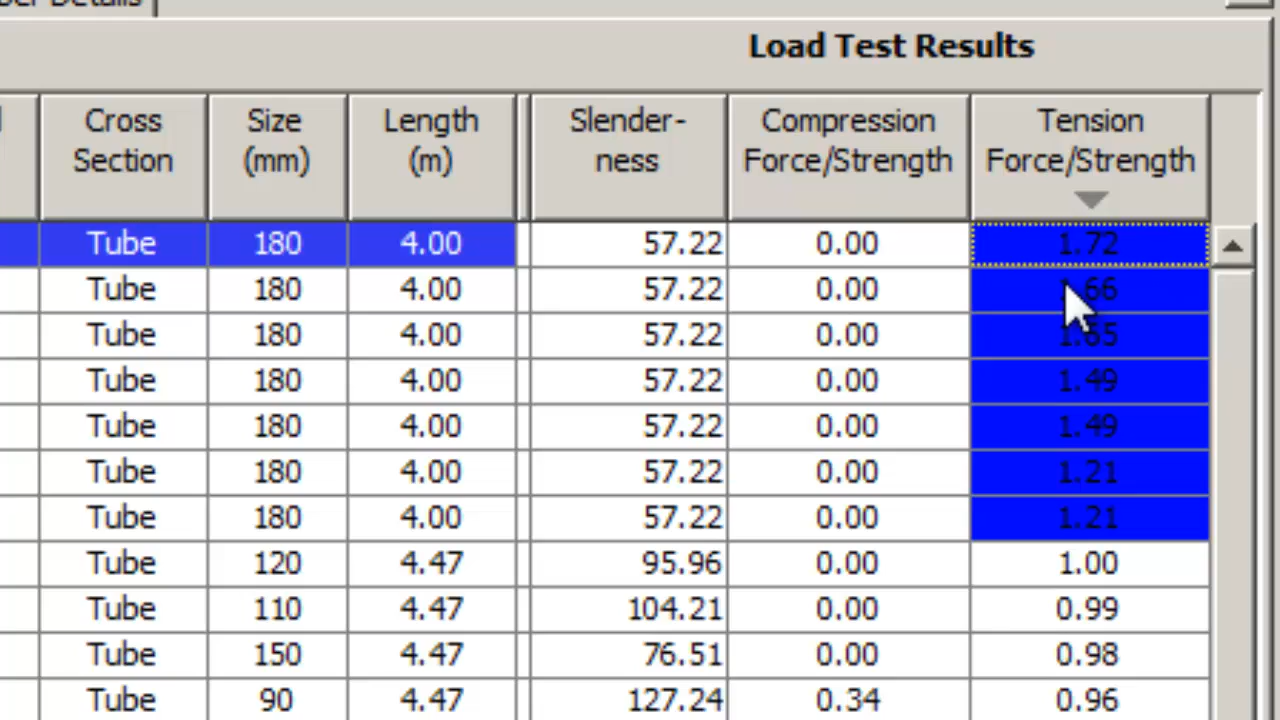 Load Test Results
Cross Section Size (mm) Length (m) Slender- ness Compression Force/Strength Tension Force/Strength
Tube 180 4.00 57.22 0.00 1.72
Tube 180 4.00 57.22 0.00
Tube 180 4.00 57.22 0.00
Tube 180 4.00 57.22 0.00 1.49
Tube 180 4.00 57.22 0.00 1.49
Tube 180 4.00 57.22 0.00 1.21
Tube 180 4.00 57.22 0.00 1.21
Tube 120 4.47 95.96 0.00 1.00
Tube 110 4.47 104.21 0.00 0.99
Tube 150 4.47 76.51 0.00 0.98
Tube 90 4.47 127.24 0.34 0.96